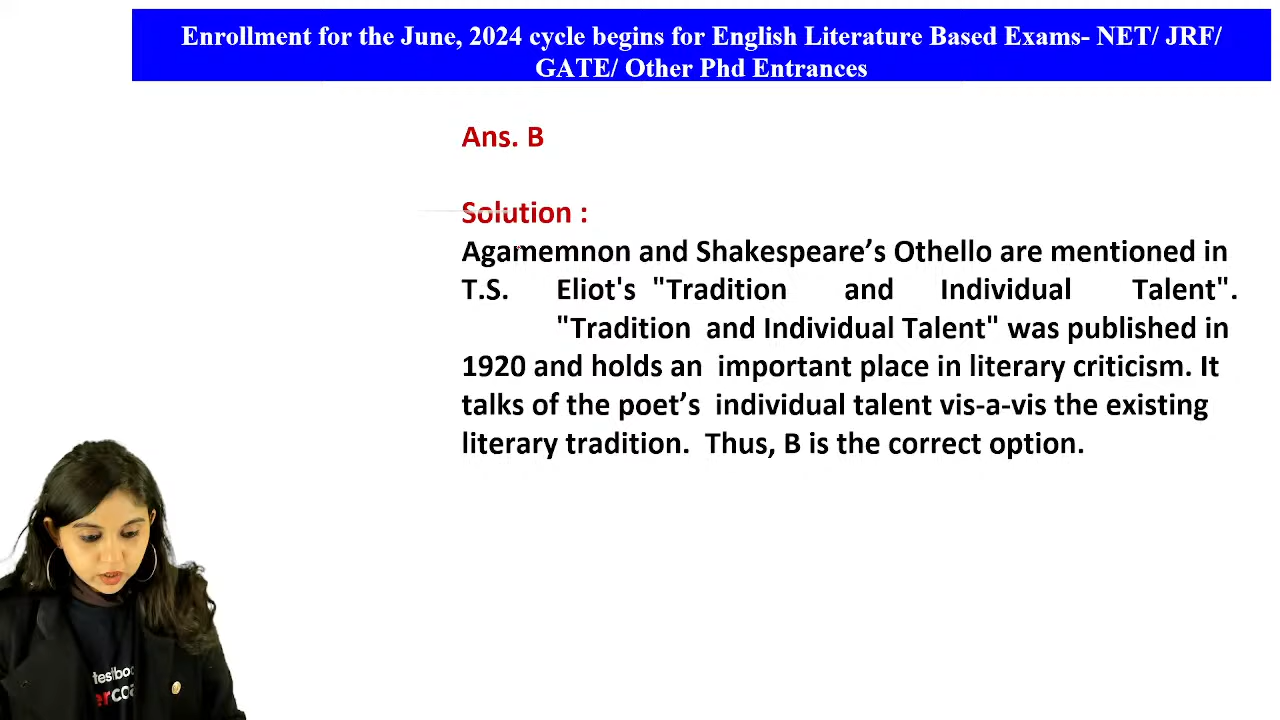 Enrollment for the June, 2024 cycle begins for English Literature Based Exams- NET/ JRF/
GATE/ Other Phd Entrances
Ans. B
Solution :
Agamemnon and Shakespeare’s Othello are mentioned in
T.S. Eliot's "Tradition and Individual Talent".
"Tradition and Individual Talent" was published in
1920 and holds an important place in literary criticism. It
talks of the poet’s individual talent vis-a-vis the existing
literary tradition. Thus, B is the correct option.